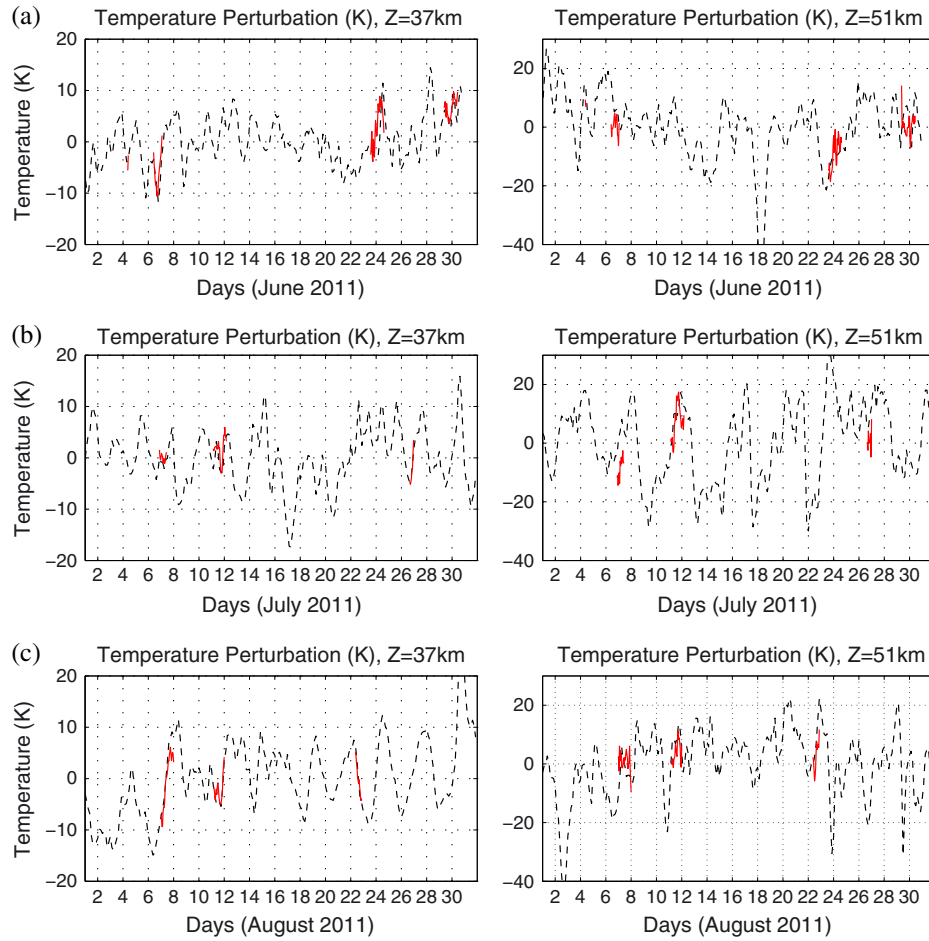 (a)
Temperature Perturbation (K), Z=37km
Temperature (K)
20
10
0
−10
−20
2 4 6 8 10 12 14 16 18 20 22 24 26 28 30
Days (June 2011)
Temperature Perturbation (K), Z=51km
20
0
−20
−40
2 4 6 8 10 12 14 16 18 20 22 24 26 28 30
Days (June 2011)
(b)
Temperature Perturbation (K), Z=37km
Temperature (K)
20
10
0
−10
−20
2 4 6 8 10 12 14 16 18 20 22 24 26 28 30
Days (July 2011)
Temperature Perturbation (K), Z=51km
20
0
−20
−40
2 4 6 8 10 12 14 16 18 20 22 24 26 28 30
Days (July 2011)
(c)
Temperature Perturbation (K), Z=37km
Temperature (K)
20
10
0
−10
−20
2 4 6 8 10 12 14 16 18 20 22 24 26 28 30
Days (August 2011)
Temperature Perturbation (K), Z=51km
20
0
−20
−40
2 4 6 8 10 12 14 16 18 20 22 24 26 28 30
Days (August 2011)